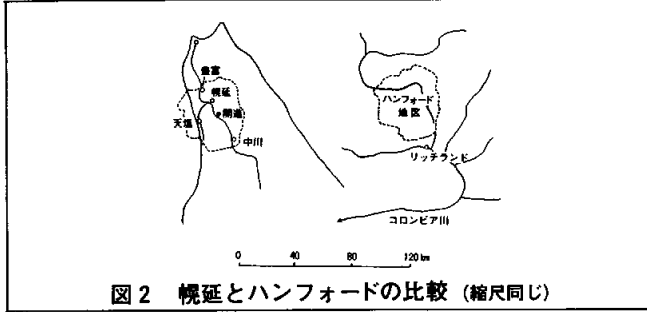 豊富
幌延
開進
天塩
中川
ハンフォード
地区
リッチランド
コロンビア川
0 40 80 120 km
図2 幌延とハンフォードの比較 (縮尺同じ)